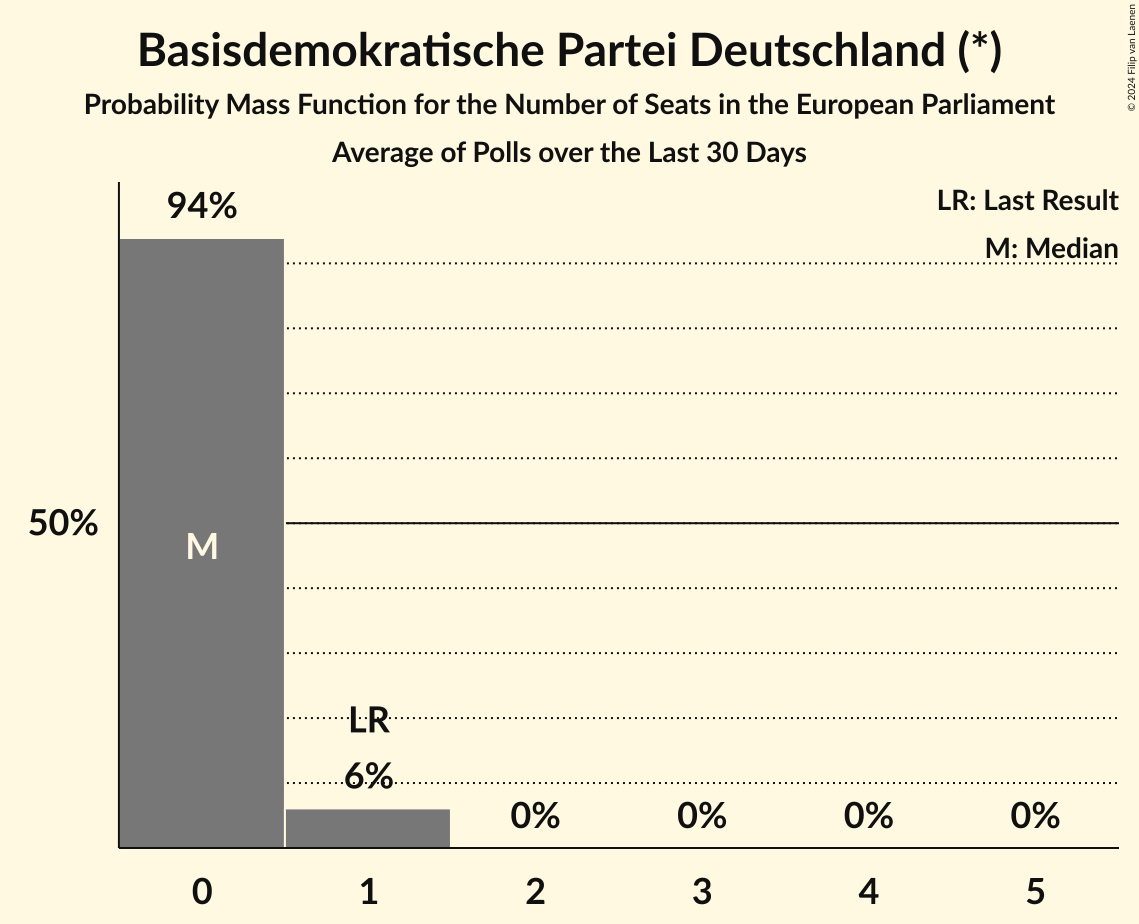 Basisdemokratische Partei Deutschland (*)
Probability Mass Function for the Number of Seats in the European Parliament
Average of Polls over the Last 30 Days
© 2024 Filip van Laenen
LR: Last Result
M: Median
94%
50%
M
LR
6%
0% 0% 0% 0%
0 1 2 3 4 5